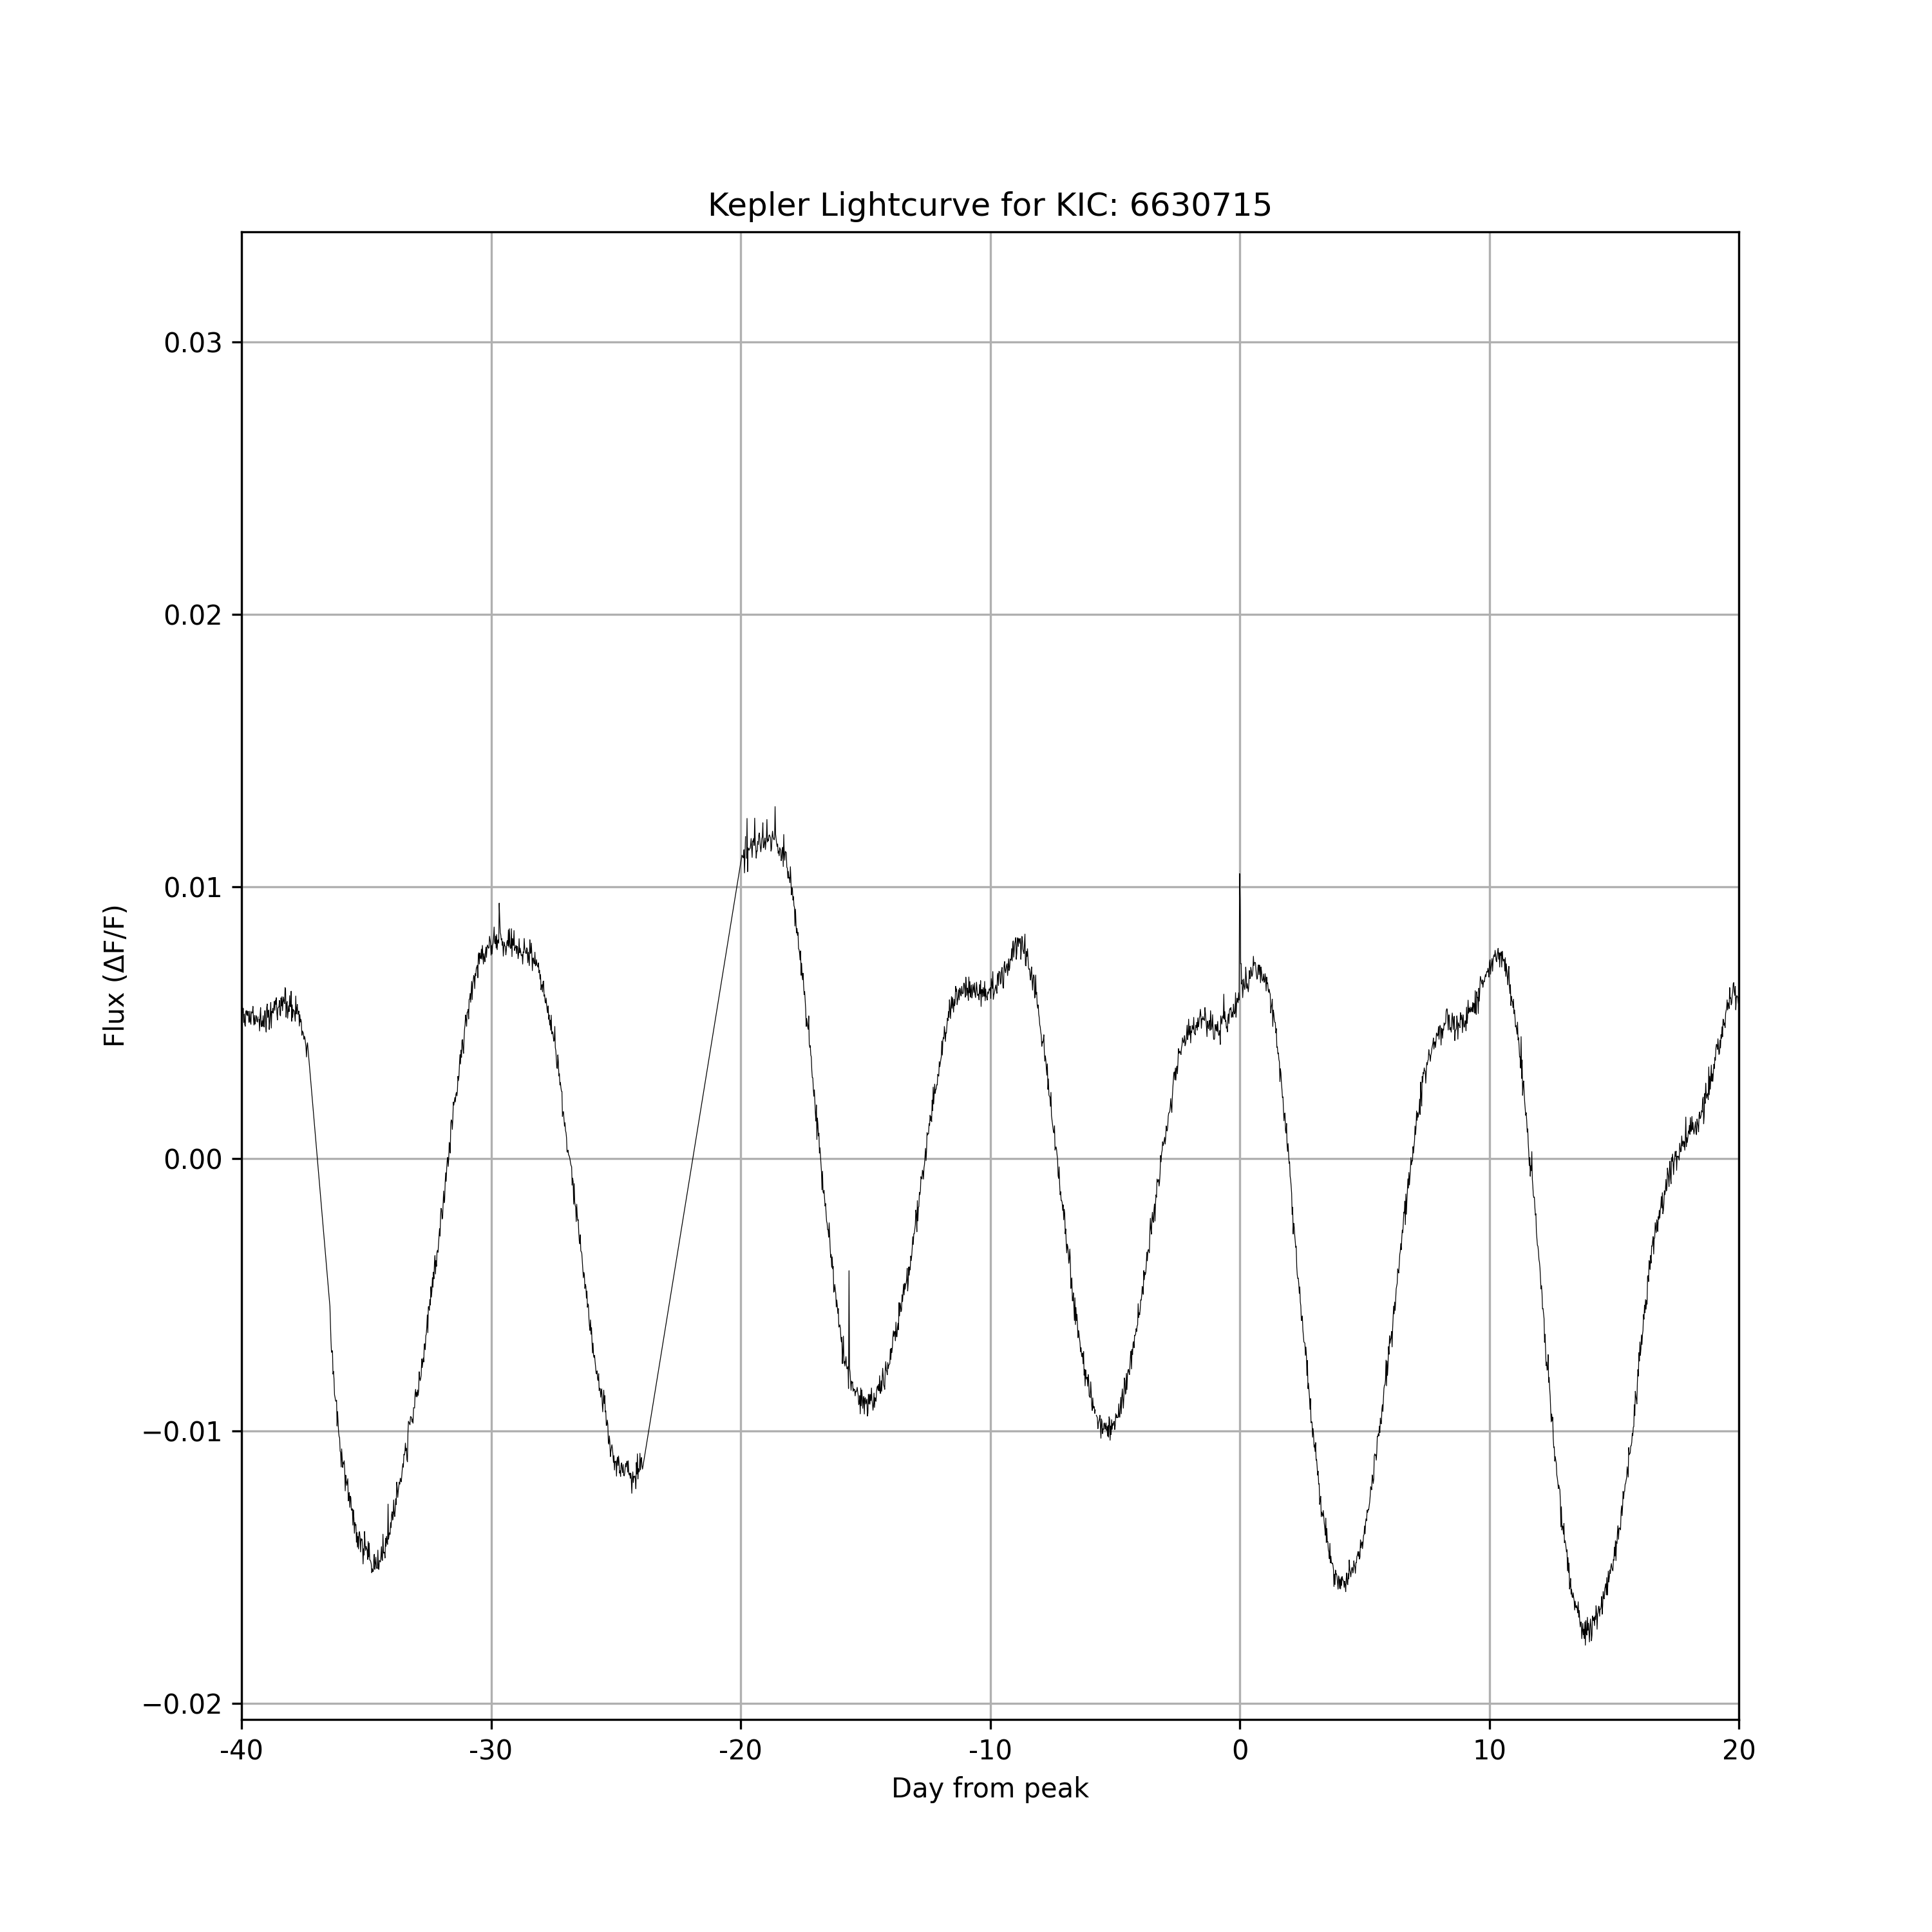 Kepler Lightcurve for KIC: 6630715
0.03
0.02
0.01
0.00
−0.01
−0.02
Flux (ΔF/F)
-40 -30 -20 -10 0 10 20
Day from peak